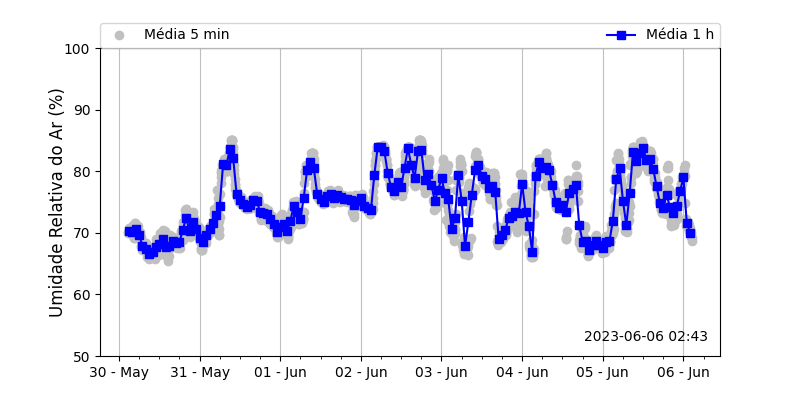 Média 5 min
Média 1 h
Umidade Relativa do Ar (%)
100
90
80
70
60
50
2023-06-06 02:43
30 - May
31 - May
01 - Jun
02 - Jun
03 - Jun
04 - Jun
05 - Jun
06 - Jun